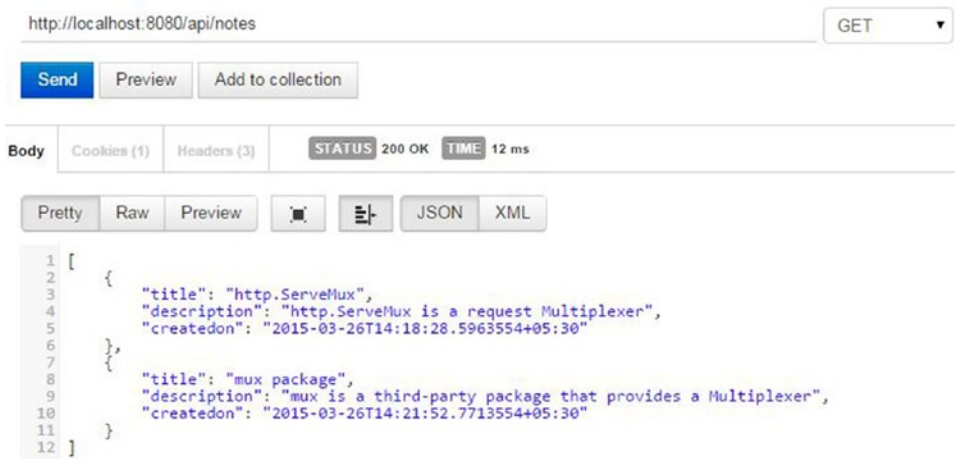 http://localhost:8080/api/notes GET
Send Preview Add to collection
Body Cookies (1) Headers (3) STATUS 200 OK TIME 12 ms
Pretty Raw Preview JSON XML
1 [
2 {
3 "title": "http.ServeMux",
4 "description": "http.ServeMux is a request Multiplexer",
5 "createdon": "2015-03-26T14:18:28.5963554+05:30"
6 },
7 {
8 "title": "mux package",
9 "description": "mux is a third-party package that provides a Multiplexer",
10 "createdon": "2015-03-26T14:21:52.7713554+05:30"
11 }
12 ]